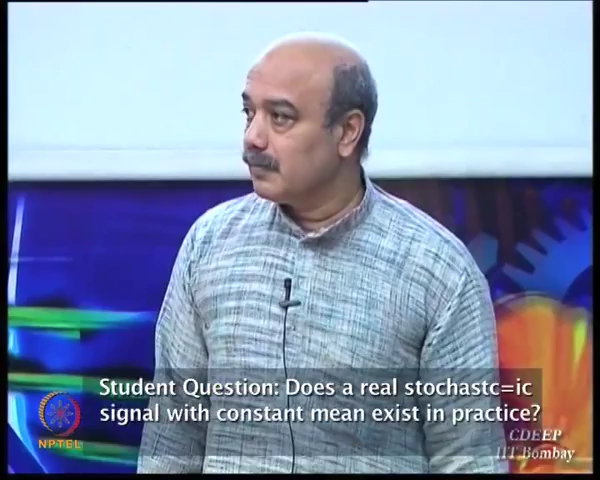 Student Question: Does a real stochastc=ic
signal with constant mean exist in practice?
NPTEL
CDEEP
IIT Bombay